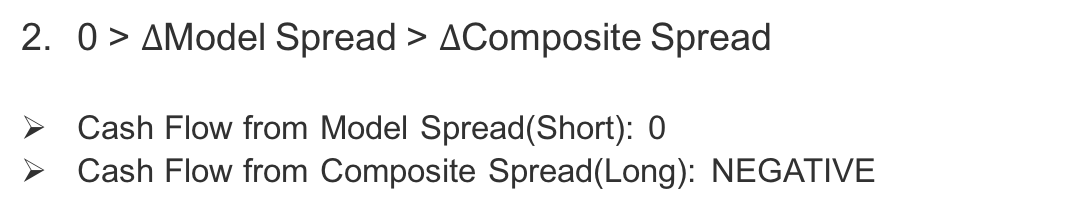 2. 0 > ΔModel Spread > ΔComposite Spread
➢ Cash Flow from Model Spread(Short): 0
➢ Cash Flow from Composite Spread(Long): NEGATIVE